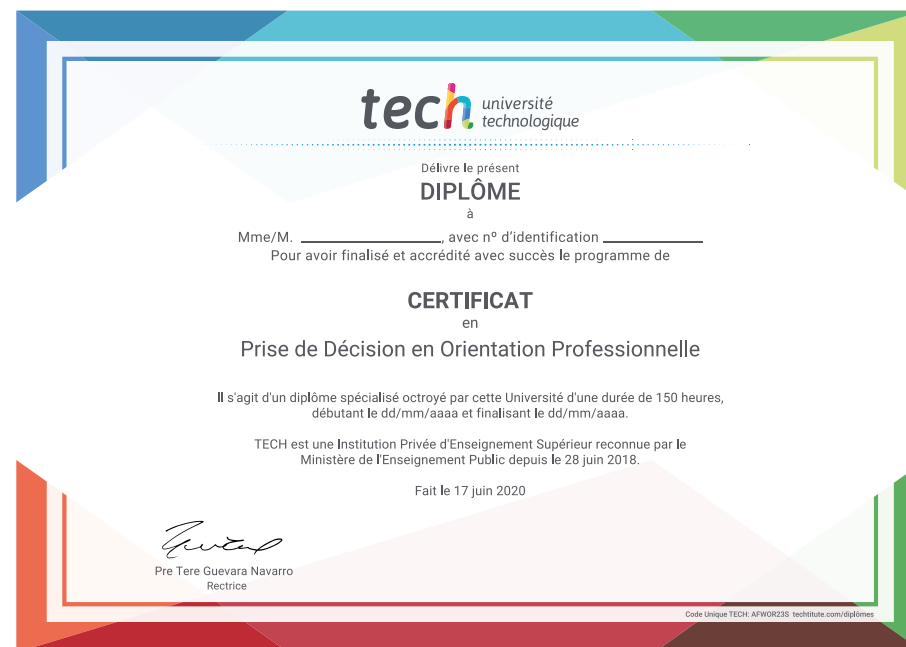 tech université
technologique
Délivre le présent
DIPLÔME
à
Mme/M. ____________________, avec nº d'identification ______________
Pour avoir finalisé et accrédité avec succès le programme de
CERTIFICAT
en
Prise de Décision en Orientation Professionnelle
Il s'agit d'un diplôme spécialisé octroyé par cette Université d'une durée de 150 heures,
débutant le dd/mm/aaaa et finalisant le dd/mm/aaaa.
TECH est une Institution Privée d'Enseignement Supérieur reconnue par le
Ministère de l'Enseignement Public depuis le 28 juin 2018.
Fait le 17 juin 2020
Pre Tere Guevara Navarro
Rectrice
Code Unique TECH: AFWOR23S techtitute.com/diplômes